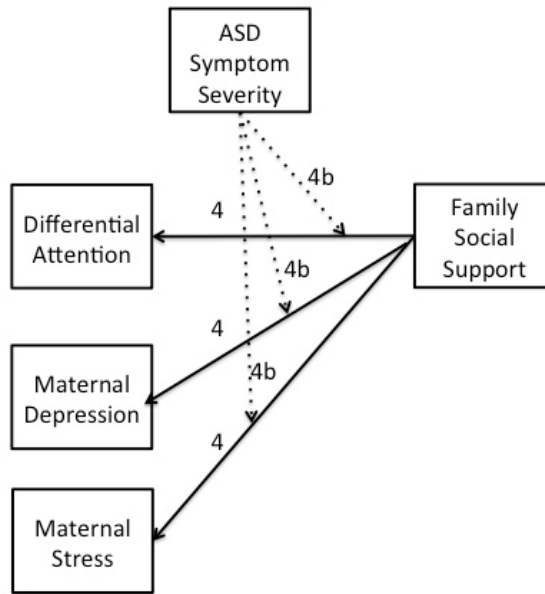 ASD
Symptom
Severity
4b
4
Differential
Attention
Family
Social
Support
4b
4
Maternal
Depression
4b
4
Maternal
Stress